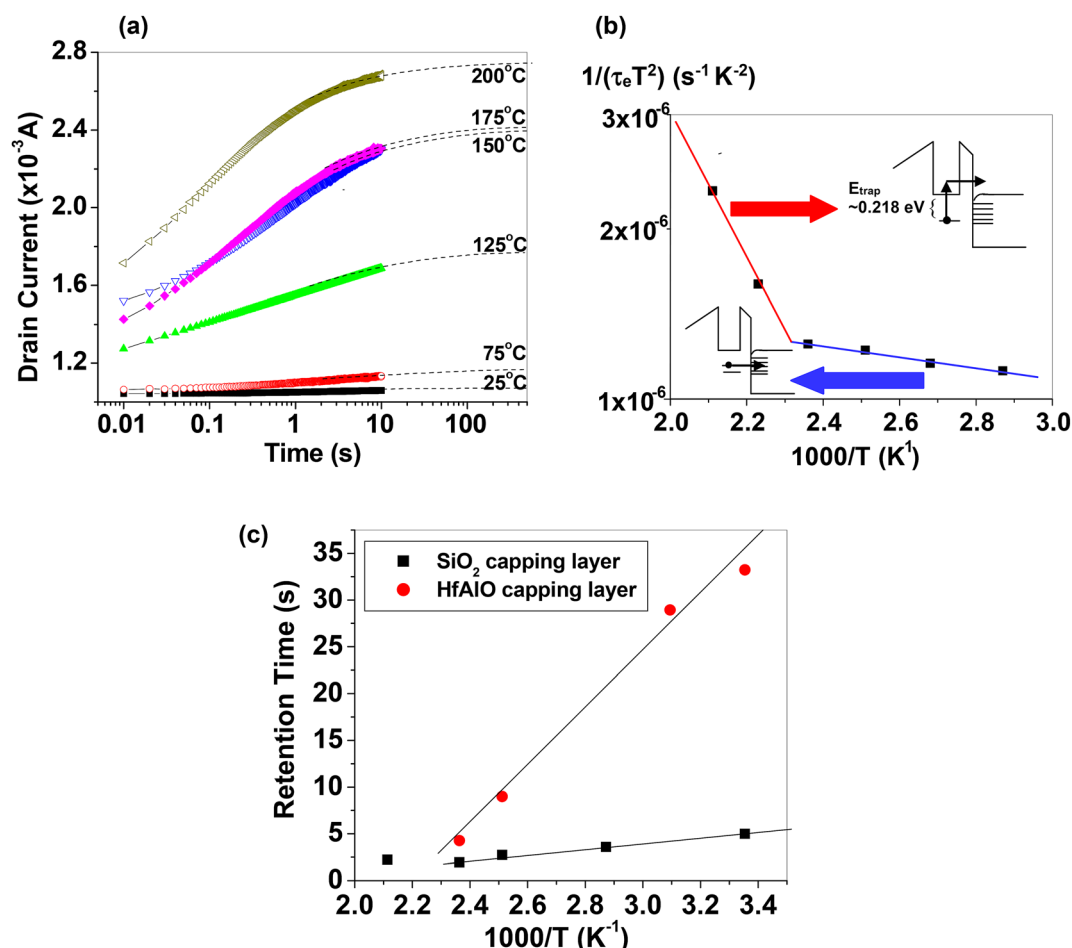 (a)
Drain Current (x10⁻³A)
2.8
2.4
2.0
1.6
1.2
200°C
175°C
150°C
125°C
75°C
25°C
0.01 0.1 1 10 100
Time (s)
(b)
1/(τₑT²) (s⁻¹ K⁻²)
3x10⁻⁶
2x10⁻⁶
1x10⁻⁶
E_trap
~0.218 eV {
2.0 2.2 2.4 2.6 2.8 3.0
1000/T (K¹)
(c)
Retention Time (s)
35
30
25
20
15
10
5
0
SiO₂ capping layer
HfAlO capping layer
2.0 2.2 2.4 2.6 2.8 3.0 3.2 3.4
1000/T (K⁻¹)